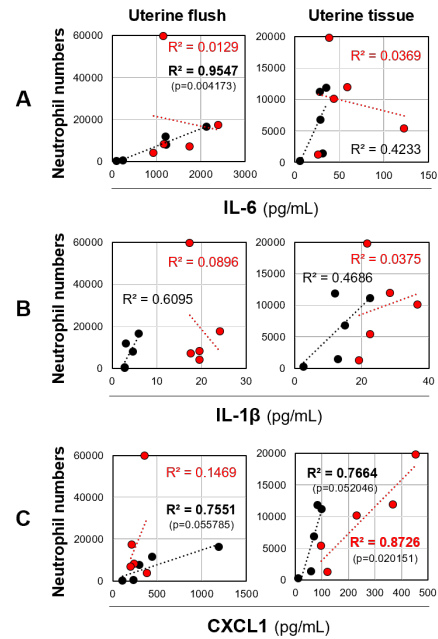 Uterine flush Uterine tissue
A
Neutrophil numbers
60000 40000 20000 0
R² = 0.0129
R² = 0.9547
(p=0.004173)
0 1000 2000 3000
20000 15000 10000 5000 0
R² = 0.0369
R² = 0.4233
0 50 100 150
IL-6 (pg/mL)
B
Neutrophil numbers
60000 40000 20000 0
R² = 0.0896
R² = 0.6095
0 10 20 30
20000 15000 10000 5000 0
R² = 0.0375
R² = 0.4686
0 20 40
IL-1β (pg/mL)
C
Neutrophil numbers
60000 40000 20000 0
R² = 0.1469
R² = 0.7551
(p=0.055785)
0 500 1000 1500
20000 15000 10000 5000 0
R² = 0.7664
(p=0.052046)
R² = 0.8726
(p=0.020151)
0 100 200 300 400 500
CXCL1 (pg/mL)